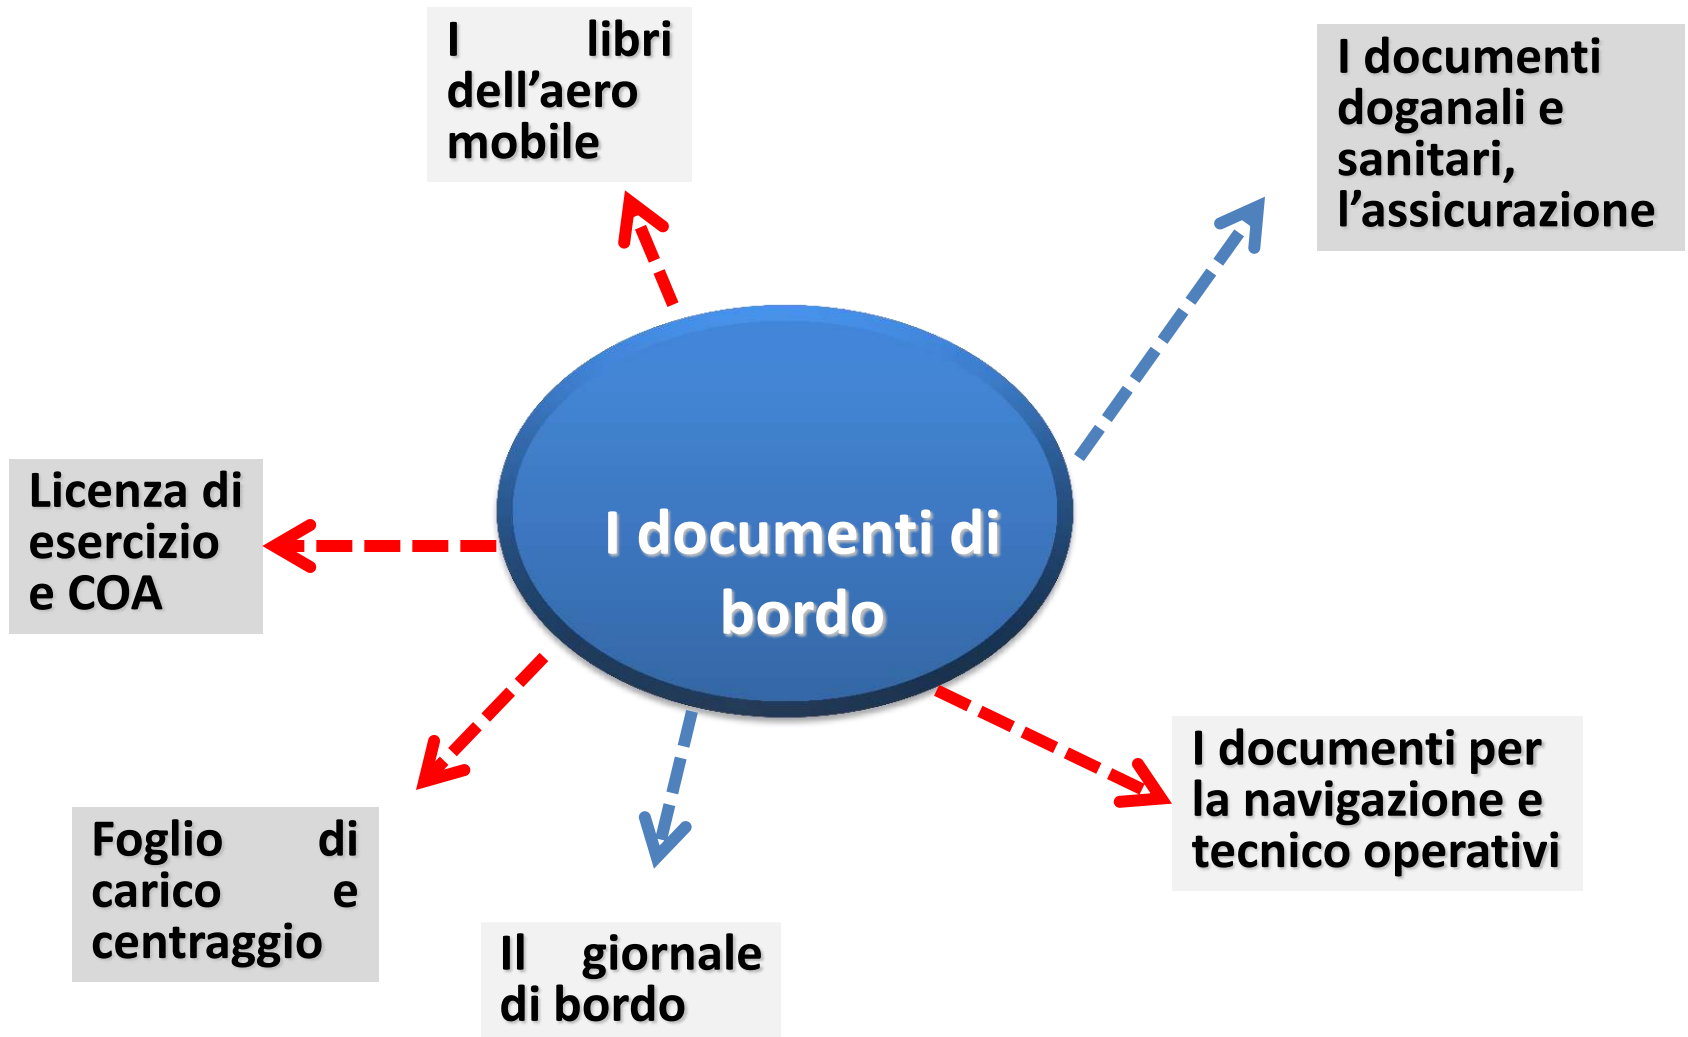 I libri
dell’aero
mobile
I documenti
doganali e
sanitari,
l’assicurazione
I documenti di
bordo
Licenza di
esercizio
e COA
I documenti per
la navigazione e
tecnico operativi
Foglio di
carico e
centraggio
Il giornale
di bordo